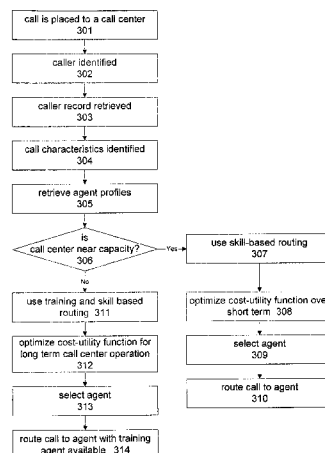 call is placed to a call center
301
caller identified
302
caller record retrieved
303
call characteristics identified
304
retrieve agent profiles
305
is
call center near capacity?
306
Yes
No
use skill-based routing
307
optimize cost-utility function over
short term 308
select agent
309
route call to agent
310
use training and skill based
routing 311
optimize cost-utility function for
long term call center operation
312
select agent
313
route call to agent with training
agent available 314